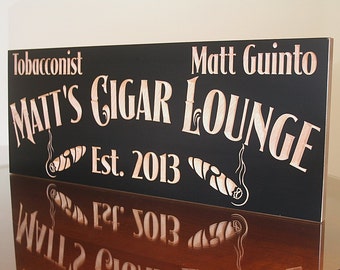 Tobacconist Matt Guinto
Matt's Cigar Lounge
Est. 2013